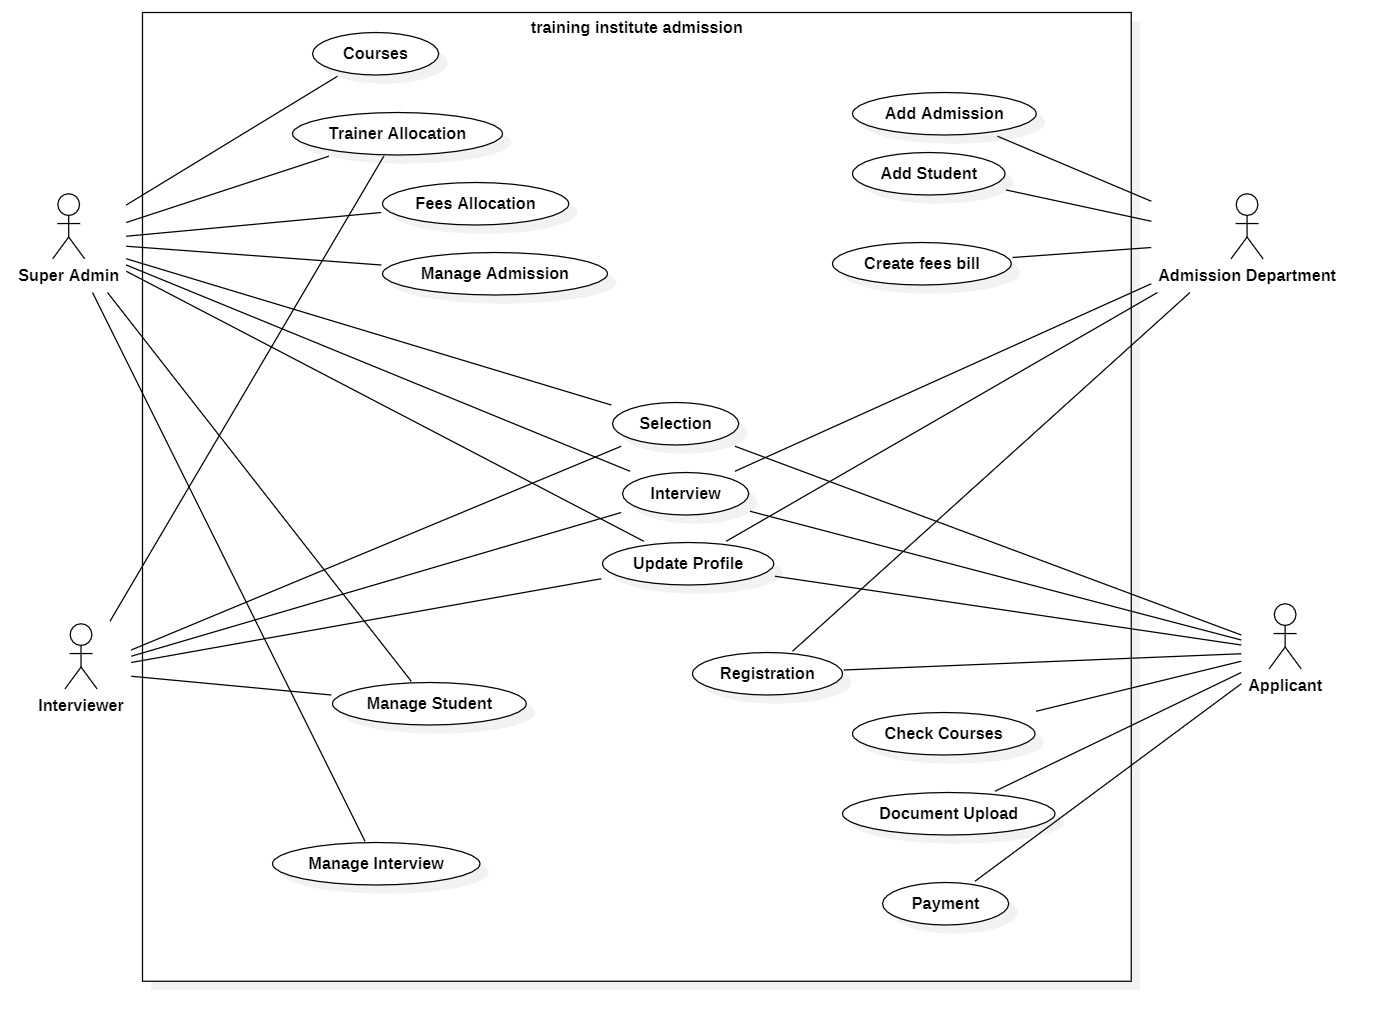 training institute admission
Courses
Add Admission
Trainer Allocation
Add Student
Fees Allocation
Create fees bill
Manage Admission
Super Admin
Admission Department
Selection
Interview
Update Profile
Registration
Applicant
Manage Student
Interviewer
Check Courses
Document Upload
Manage Interview
Payment